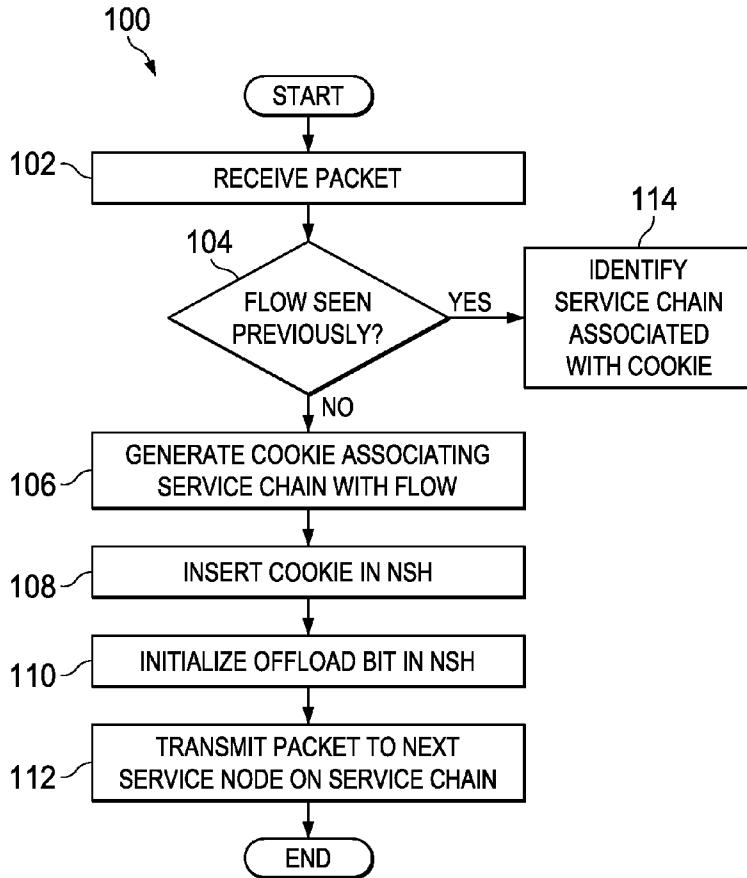 100
START
102
RECEIVE PACKET
104
FLOW SEEN
PREVIOUSLY?
YES
114
IDENTIFY
SERVICE CHAIN
ASSOCIATED
WITH COOKIE
NO
106
GENERATE COOKIE ASSOCIATING
SERVICE CHAIN WITH FLOW
108
INSERT COOKIE IN NSH
110
INITIALIZE OFFLOAD BIT IN NSH
112
TRANSMIT PACKET TO NEXT
SERVICE NODE ON SERVICE CHAIN
END